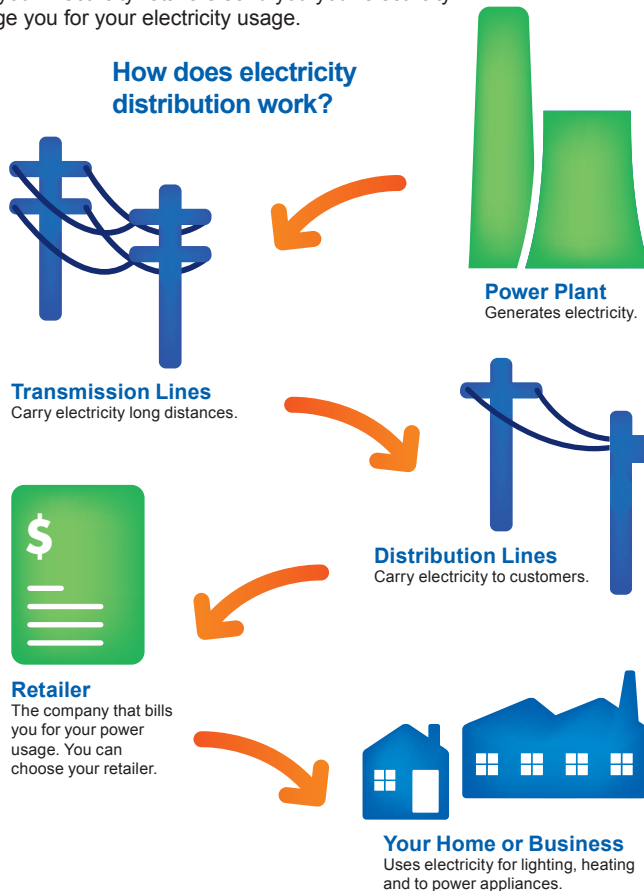 ge you for your electricity usage.
How does electricity
distribution work?
Power Plant
Generates electricity.
Transmission Lines
Carry electricity long distances.
Distribution Lines
Carry electricity to customers.
$
Retailer
The company that bills
you for your power
usage. You can
choose your retailer.
Your Home or Business
Uses electricity for lighting, heating
and to power appliances.